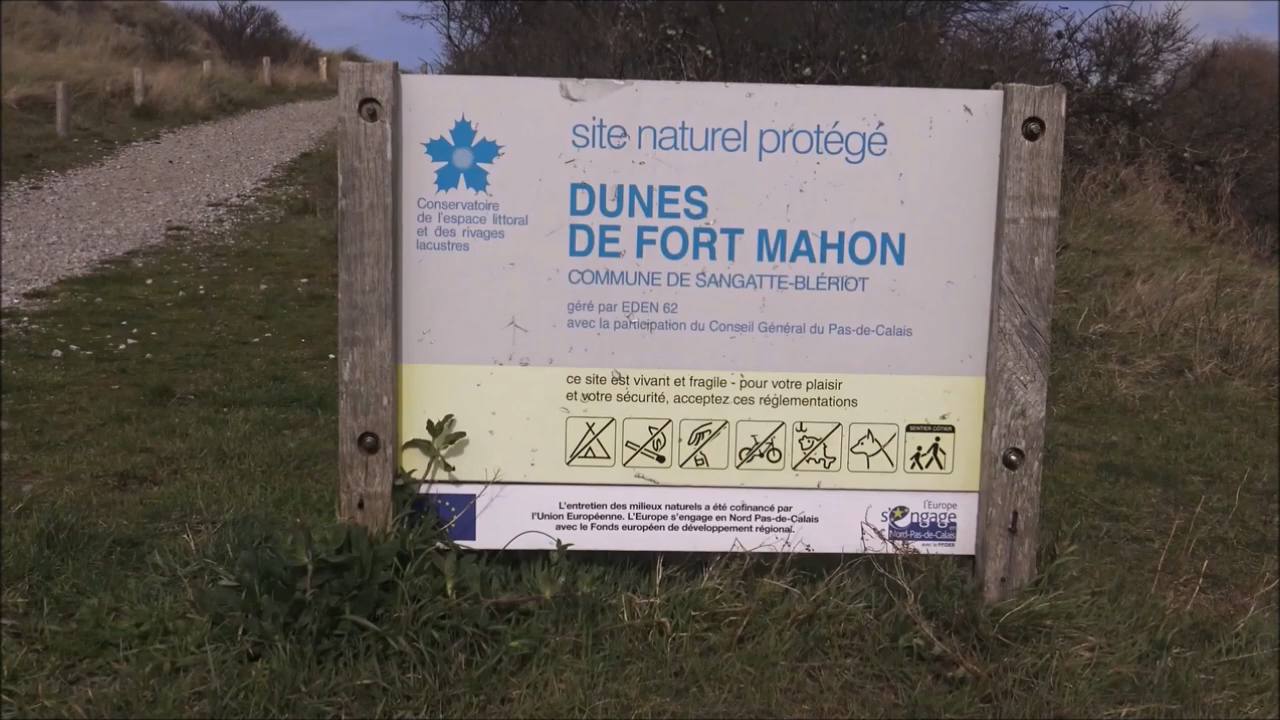 site naturel protégé
Conservatoire
de l'espace littoral
et des rivages
lacustres
DUNES
DE FORT MAHON
COMMUNE DE SANGATTE-BLÉRIOT
géré par EDEN 62
avec la participation du Conseil Général du Pas-de-Calais
ce site est vivant et fragile - pour votre plaisir
et votre sécurité, acceptez ces réglementations
SENTIER CÔTIER
L'entretien des milieux naturels a été cofinancé par
l'Union Européenne. L'Europe s'engage en Nord Pas-de-Calais
avec le Fonds européen de développement régional.
l'Europe
s'engage
Nord-Pas-de-Calais
avec le FEDER